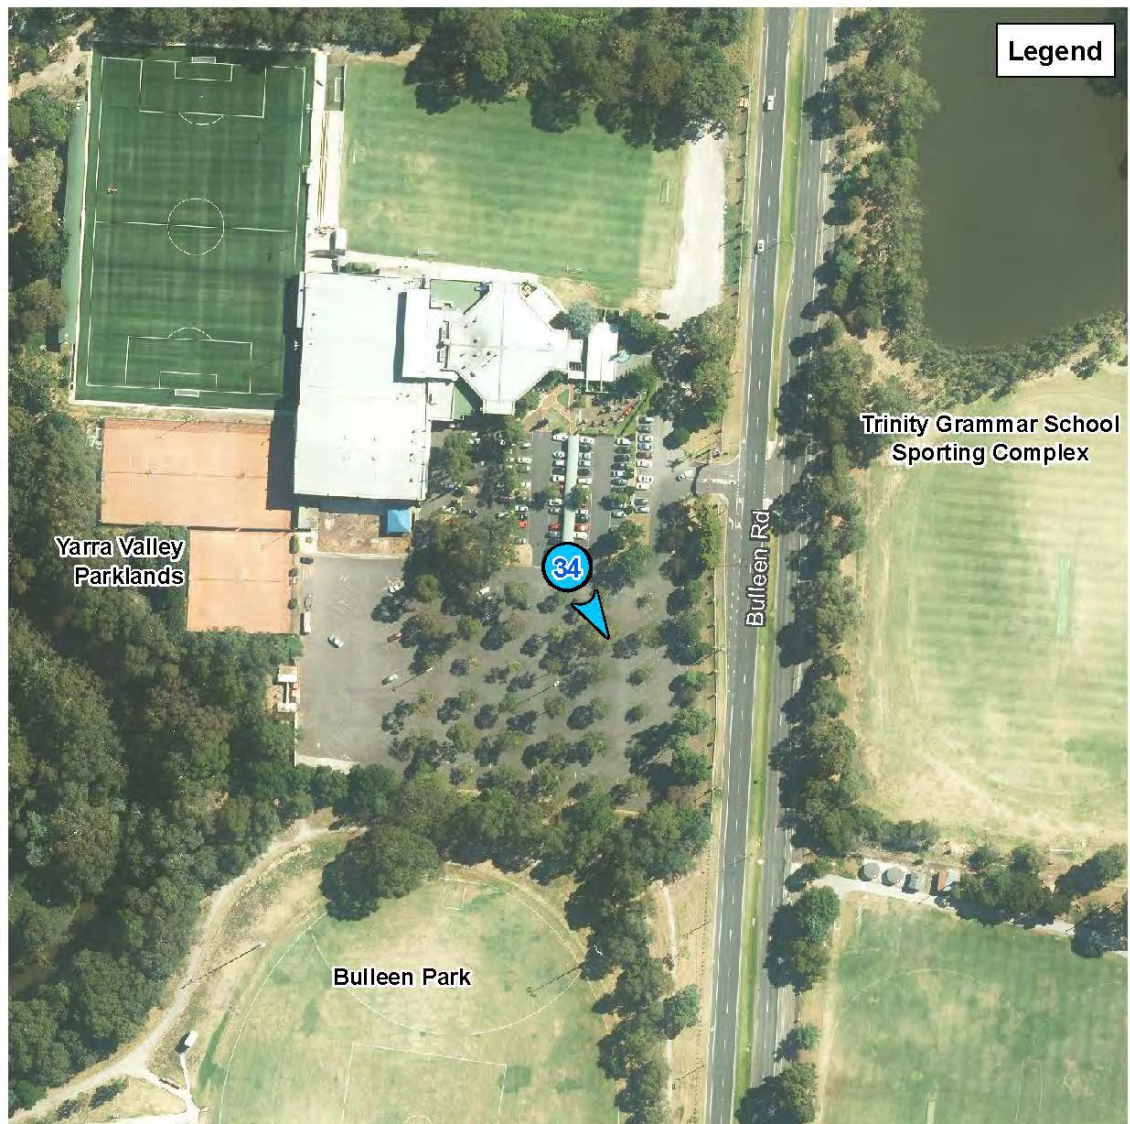 Legend
Trinity Grammar School
Sporting Complex
Yarra Valley
Parklands
34
Bulleen Rd
Bulleen Park